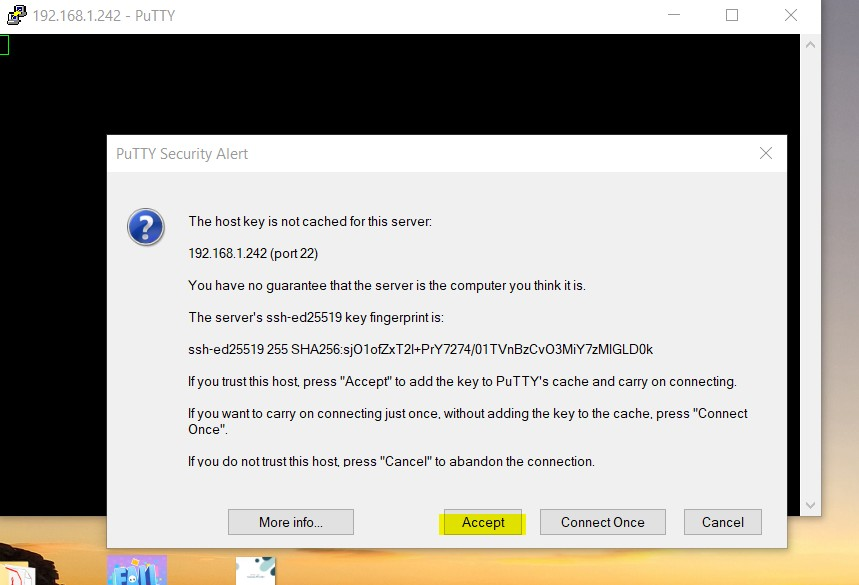 192.168.1.242 - PuTTY
PuTTY Security Alert
The host key is not cached for this server:
192.168.1.242 (port 22)
You have no guarantee that the server is the computer you think it is.
The server's ssh-ed25519 key fingerprint is:
ssh-ed25519 255 SHA256:sjO1ofZxT2I+PrY7274/01TVnBzCvO3MiY7zMIGLD0k
If you trust this host, press "Accept" to add the key to PuTTY's cache and carry on connecting.
If you want to carry on connecting just once, without adding the key to the cache, press "Connect
Once".
If you do not trust this host, press "Cancel" to abandon the connection.
More info... Accept Connect Once Cancel